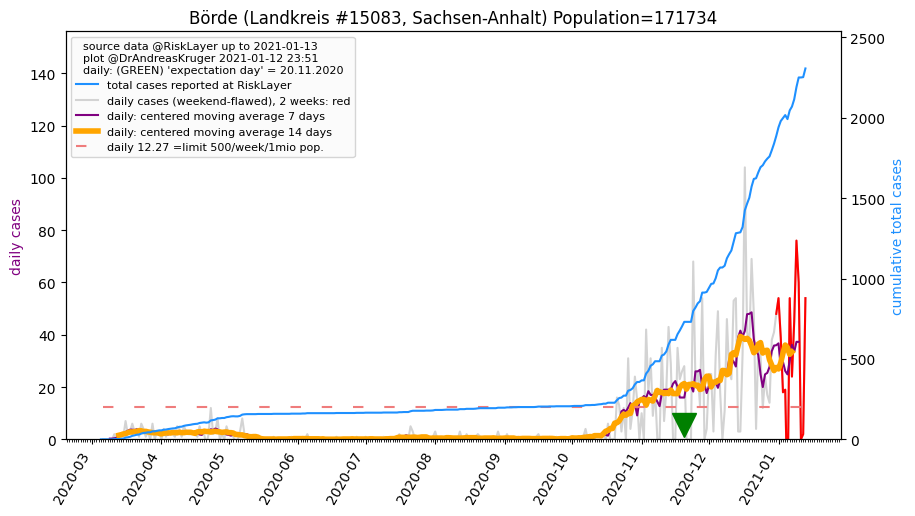 Börde (Landkreis #15083, Sachsen-Anhalt) Population=171734
source data @RiskLayer up to 2021-01-13
plot @DrAndreasKruger 2021-01-12 23:51
daily: (GREEN) 'expectation day' = 20.11.2020
total cases reported at RiskLayer
daily cases (weekend-flawed), 2 weeks: red
daily: centered moving average 7 days
daily: centered moving average 14 days
daily 12.27 =limit 500/week/1mio pop.
daily cases
0
20
40
60
80
100
120
140
cumulative total cases
0
500
1000
1500
2000
2500
2020-03
2020-04
2020-05
2020-06
2020-07
2020-08
2020-09
2020-10
2020-11
2020-12
2021-01